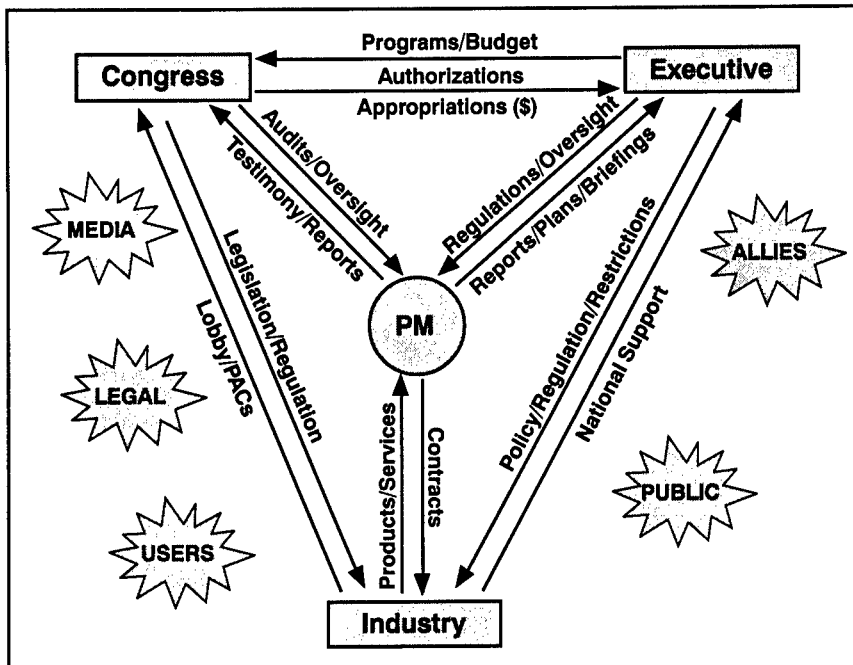 Programs/Budget
Congress
Executive
Authorizations
Appropriations ($)
Audits/Oversight
Testimony/Reports
Regulations/Oversight
Reports/Plans/Briefings
MEDIA
ALLIES
Legislation/Regulation
Lobby/PACs
PM
Policy/Regulation/Restrictions
National Support
LEGAL
Products/Services
Contracts
PUBLIC
USERS
Industry